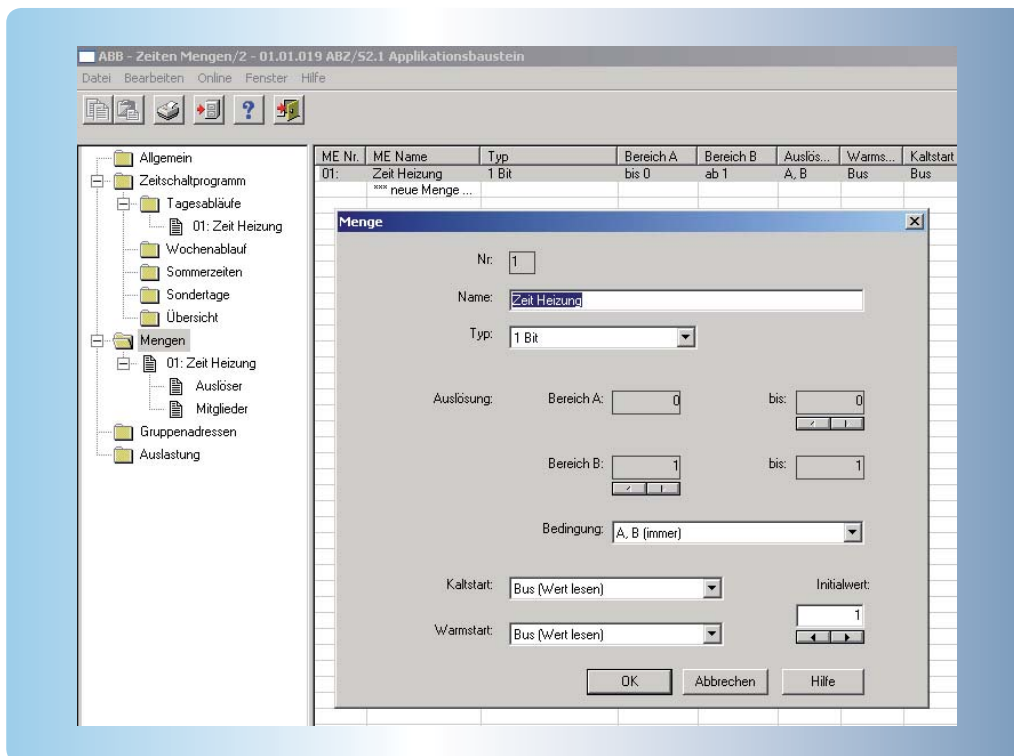 ABB - Zeiten Mengen/2 - 01.01.019 ABZ/S2.1 Applikationsbaustein
Datei Bearbeiten Online Fenster Hilfe
Allgemein
Zeitschaltprogramm
Tagesabläufe
01: Zeit Heizung
Wochenablauf
Sommerzeiten
Sondertage
Übersicht
Mengen
01: Zeit Heizung
Auslöser
Mitglieder
Gruppenadressen
Auslastung
ME Nr. ME Name Typ Bereich A Bereich B Auslös... Warms... Kaltstart
01: Zeit Heizung 1 Bit bis 0 ab 1 A, B Bus Bus
*** neue Menge ...
Menge
Nr: 1
Name: Zeit Heizung
Typ: 1 Bit
Auslösung: Bereich A: 0 bis: 0
Bereich B: 1 bis: 1
Bedingung: A, B (immer)
Kaltstart: Bus (Wert lesen) Initialwert:
1
Warmstart: Bus (Wert lesen)
OK Abbrechen Hilfe